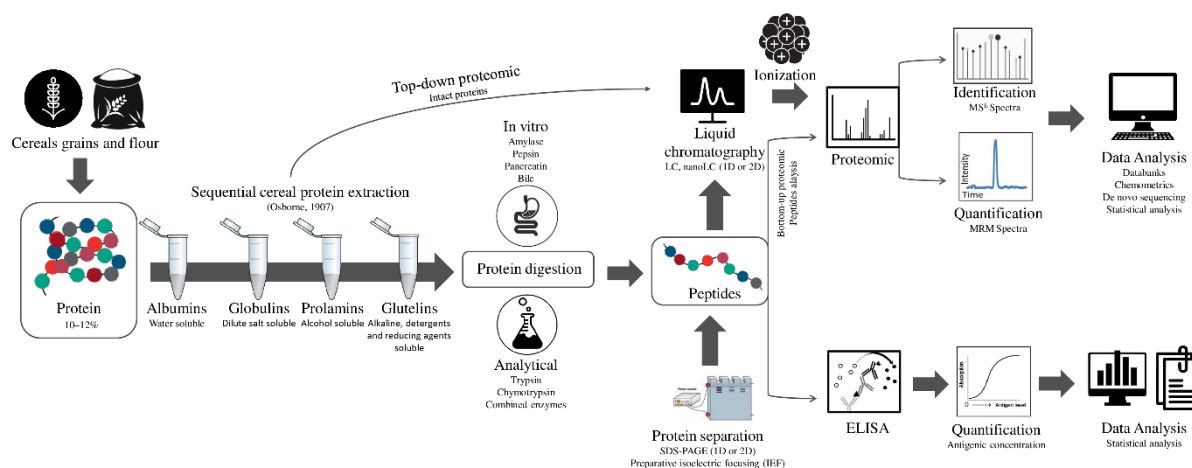 Cereals grains and flour
Protein
10–12%
Sequential cereal protein extraction
(Osborne, 1907)
Albumins
Water soluble
Globulins
Dilute salt soluble
Prolamins
Alcohol soluble
Glutelins
Alkaline, detergents
and reducing agents
soluble
Top-down proteomic
Intact proteins
In vitro
Amylase
Pepsin
Pancreatin
Bile
Protein digestion
Analytical
Trypsin
Chymotrypsin
Combined enzymes
Liquid
chromatography
LC, nanoLC (1D or 2D)
Peptides
Protein separation
SDS-PAGE (1D or 2D)
Preparative isoelectric focusing (IEF)
Bottom-up proteomic
Peptides alaysis
Ionization
Proteomic
Identification
MSᴱ Spectra
Intensity
Time
Quantification
MRM Spectra
Data Analysis
Databanks
Chemometrics
De novo sequencing
Statistical analysis
ELISA
Absorption
0
Antigen level
Quantification
Antigenic concentration
Data Analysis
Statistical analysis